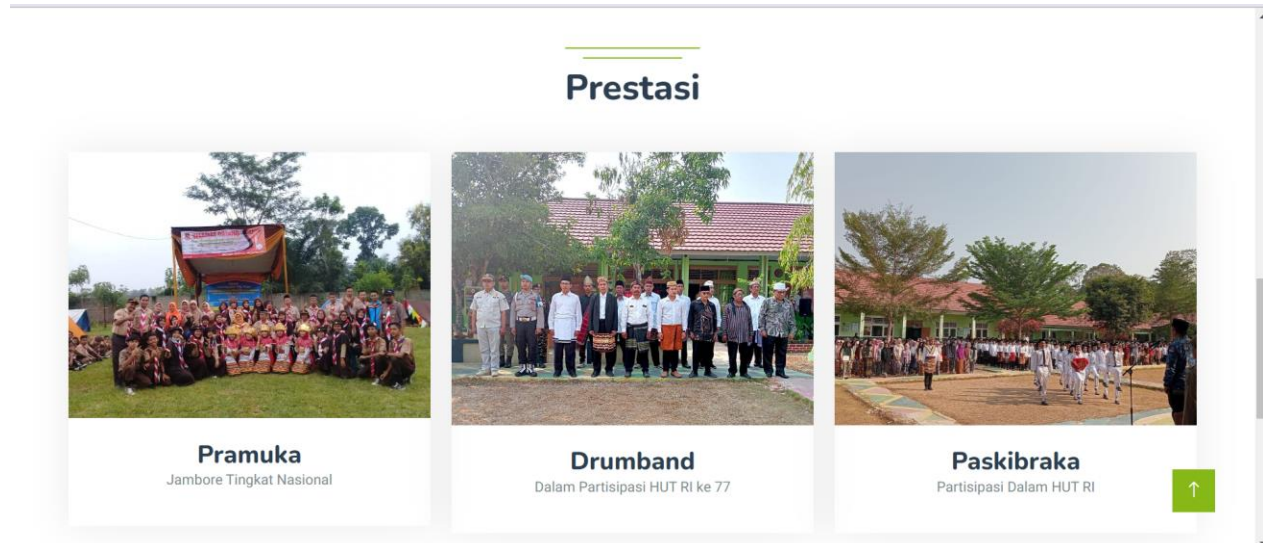 Prestasi
Pramuka
Jambore Tingkat Nasional
Drumband
Dalam Partisipasi HUT RI ke 77
Paskibraka
Partisipasi Dalam HUT RI